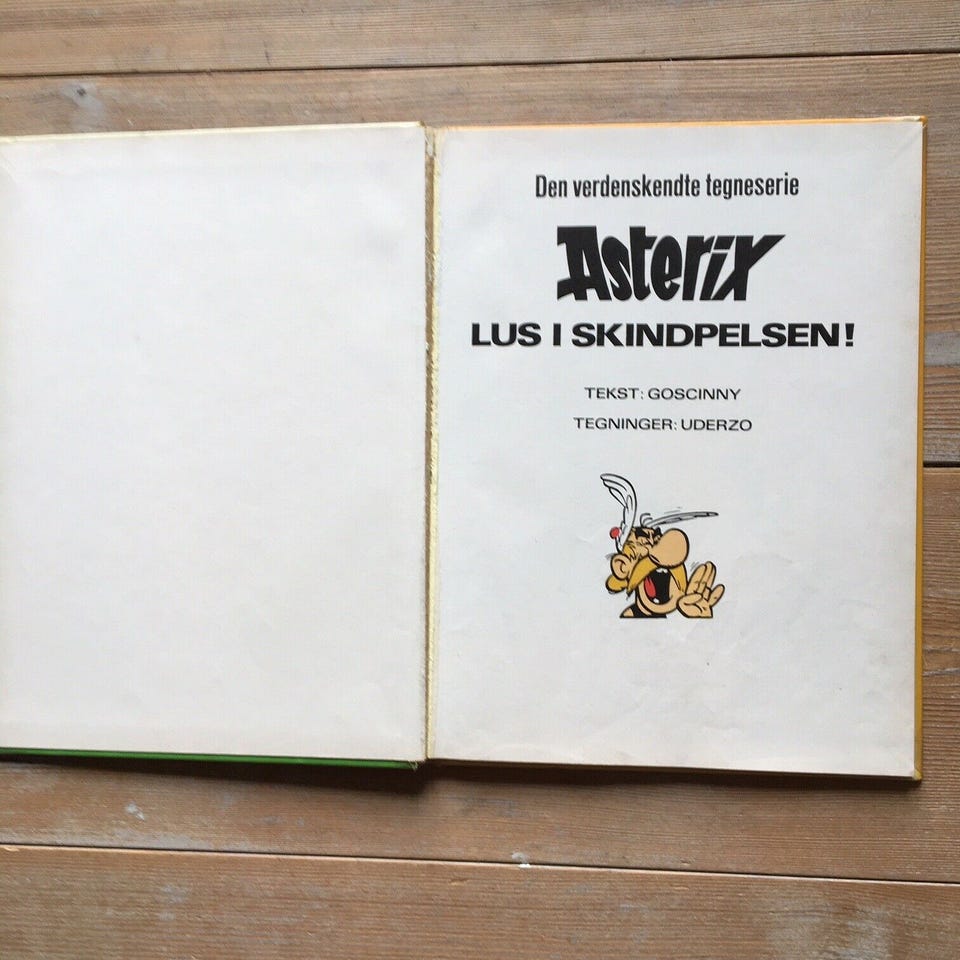 Den verdenskendte tegneserie
Asterix
LUS I SKINDPELSEN!
TEKST: GOSCINNY
TEGNINGER: UDERZO